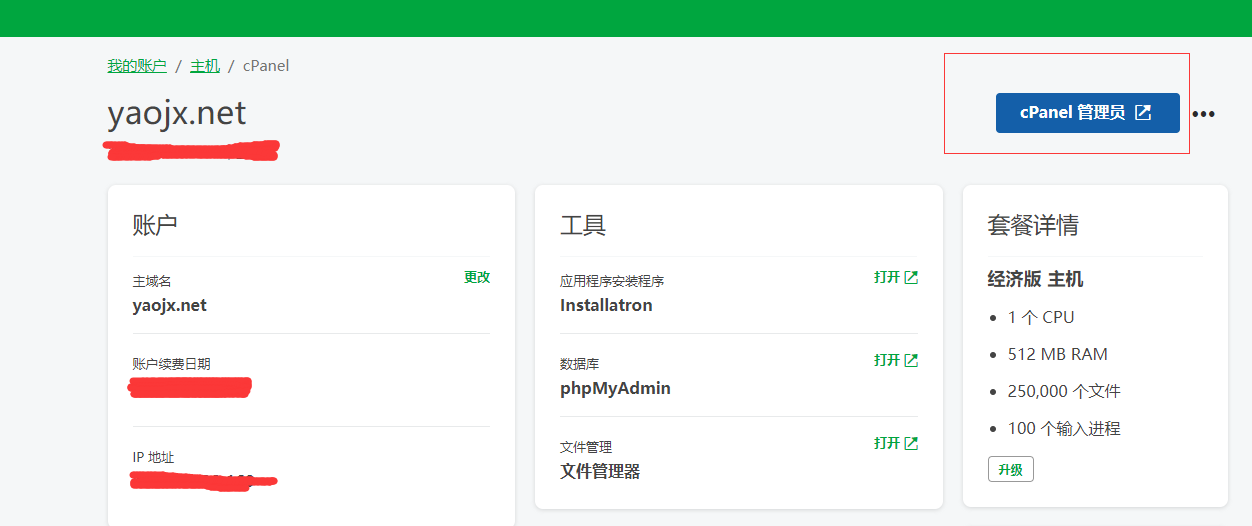 我的账户 / 主机 / cPanel
yaojx.net
cPanel 管理员
账户
主域名
更改
yaojx.net
账户续费日期
IP 地址
工具
应用程序安装程序
打开
Installatron
数据库
打开
phpMyAdmin
文件管理
打开
文件管理器
套餐详情
经济版 主机
1 个 CPU
512 MB RAM
250,000 个文件
100 个输入进程
升级